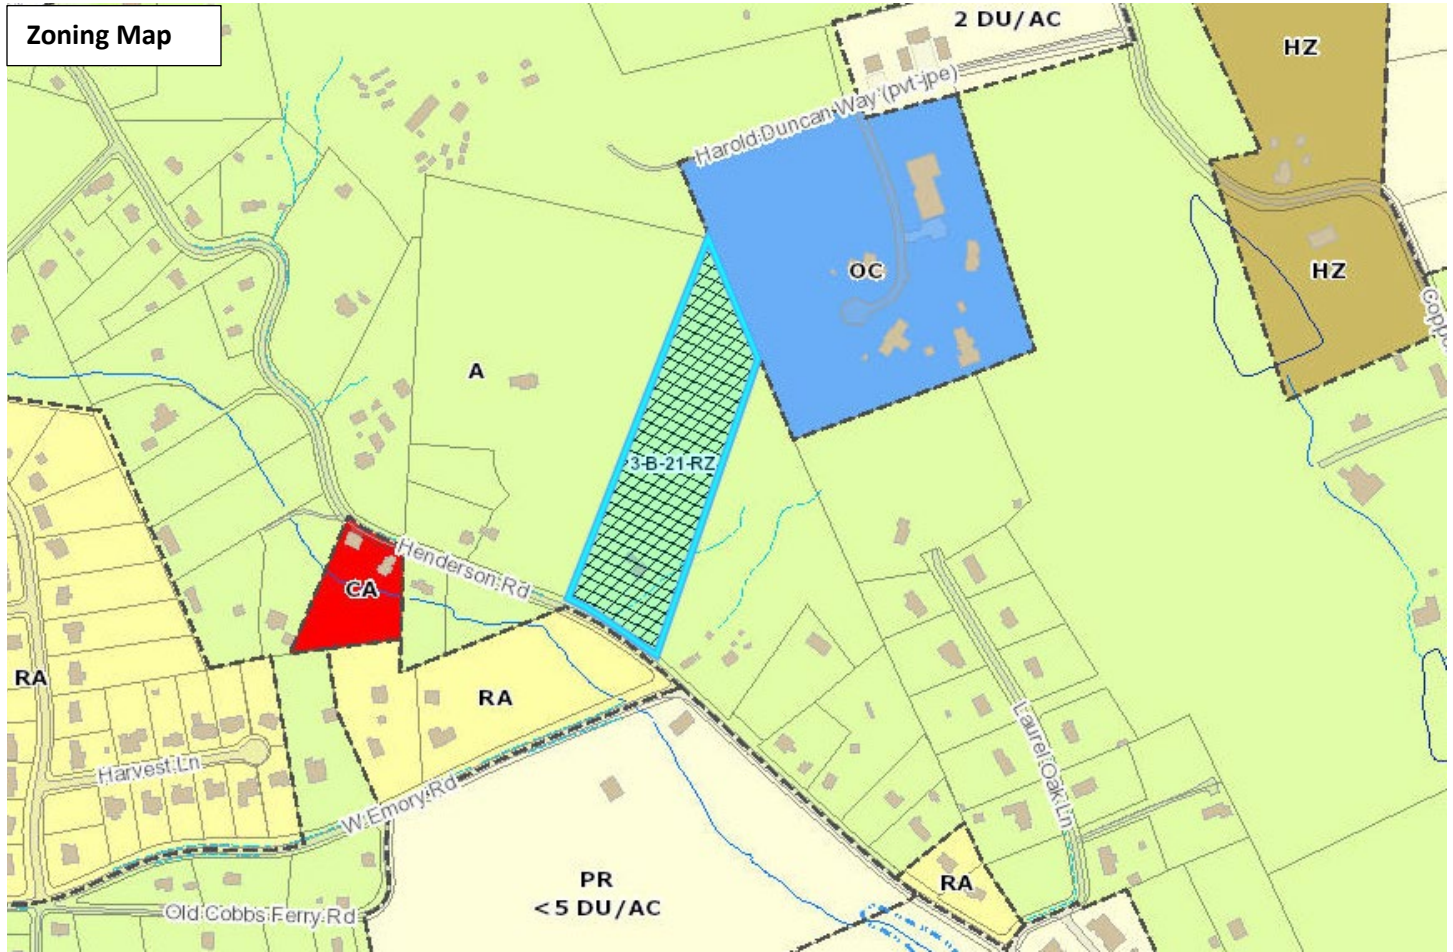 Zoning Map
2 DU/AC
HZ
Harold Duncan Way (pvt-jpe)
OC
HZ
A
3-B-21-RZ
Henderson Rd
CA
RA
RA
Harvest Ln
W Emory Rd
Laurel Oak Ln
PR
<5 DU/AC
RA
Old Cobbs Ferry Rd